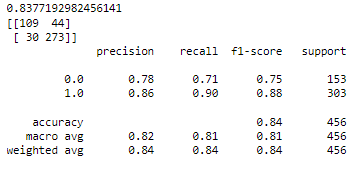 0.8377192982456141
[[109  44]
 [ 30 273]]
              precision    recall  f1-score   support

         0.0       0.78      0.71      0.75       153
         1.0       0.86      0.90      0.88       303

    accuracy                           0.84       456
   macro avg       0.82      0.81      0.81       456
weighted avg       0.84      0.84      0.84       456